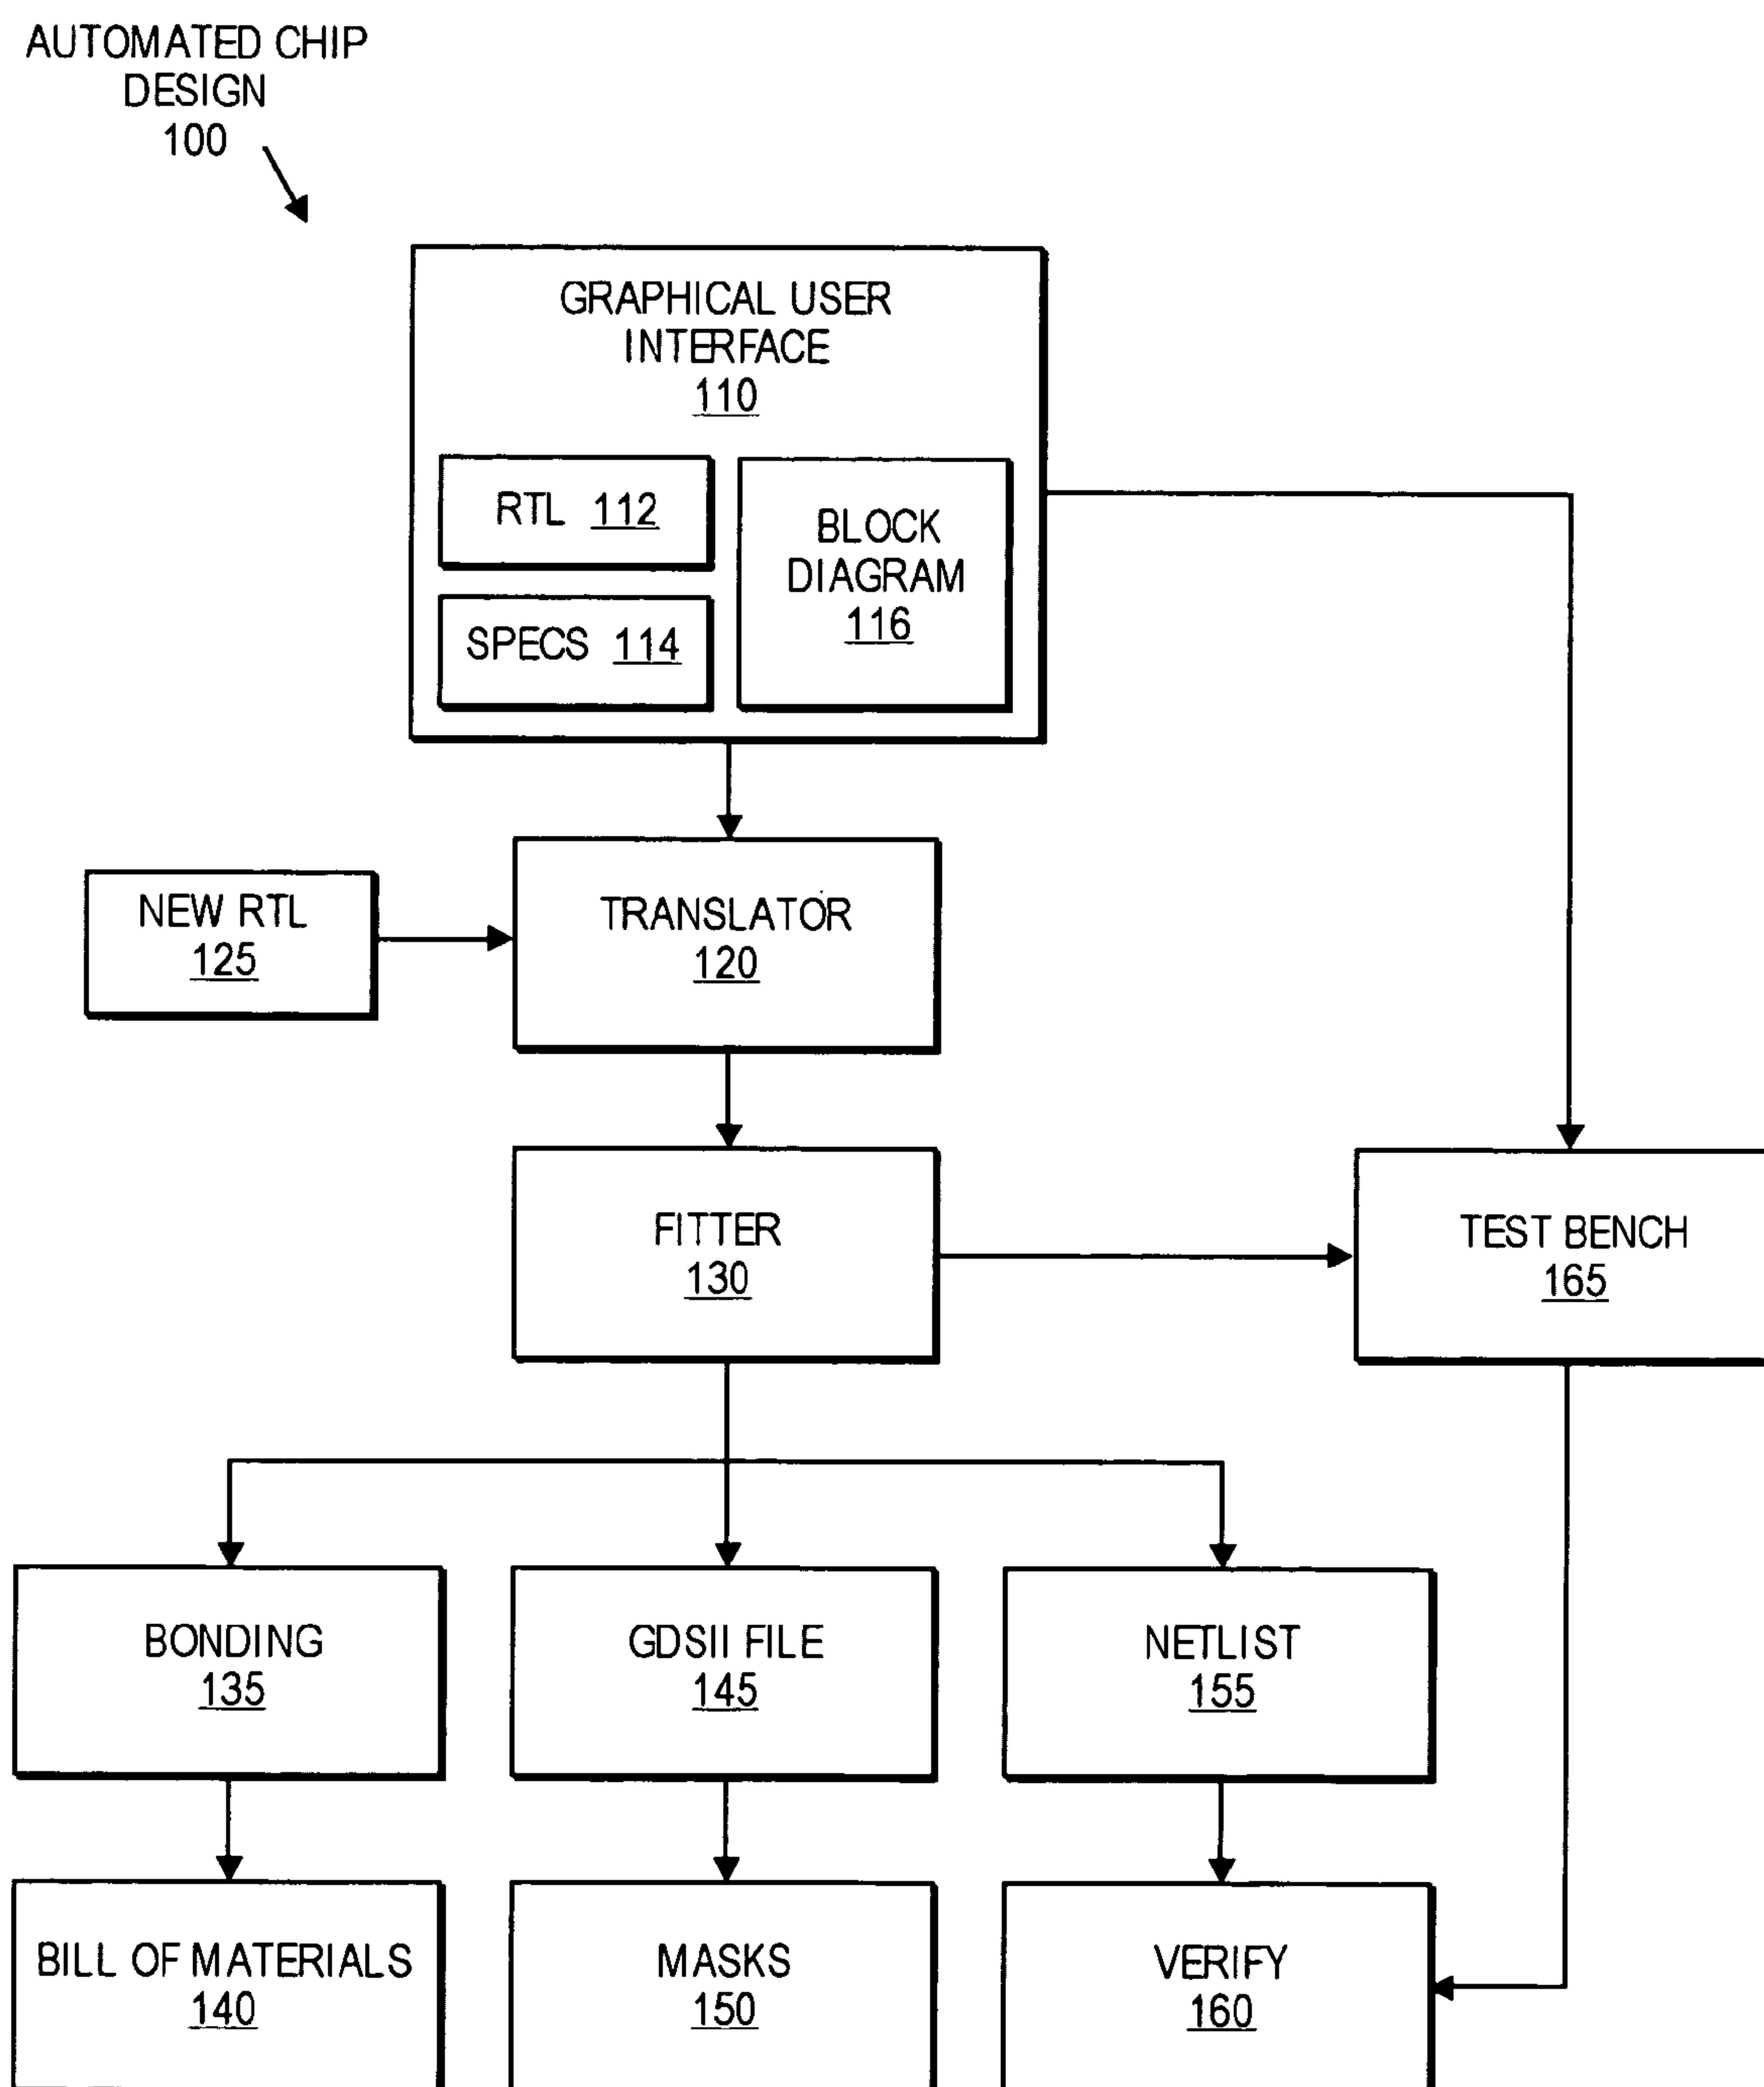 AUTOMATED CHIP
DESIGN
100
GRAPHICAL USER
INTERFACE
110
RTL 112
SPECS 114
BLOCK
DIAGRAM
116
NEW RTL
125
TRANSLATOR
120
FITTER
130
TEST BENCH
165
BONDING
135
GDSII FILE
145
NETLIST
155
BILL OF MATERIALS
140
MASKS
150
VERIFY
160